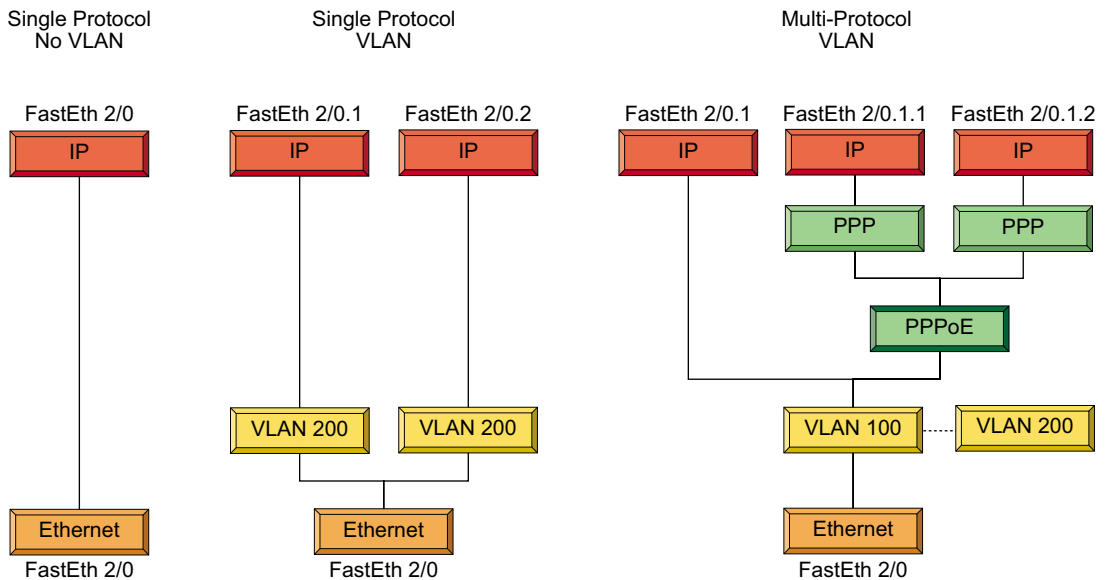 Single Protocol
No VLAN
Single Protocol
VLAN
Multi-Protocol
VLAN
FastEth 2/0
FastEth 2/0.1
FastEth 2/0.2
FastEth 2/0.1
FastEth 2/0.1.1
FastEth 2/0.1.2
IP
IP
IP
IP
IP
IP
PPP
PPP
PPPoE
VLAN 200
VLAN 200
VLAN 100
VLAN 200
Ethernet
Ethernet
Ethernet
FastEth 2/0
FastEth 2/0
FastEth 2/0